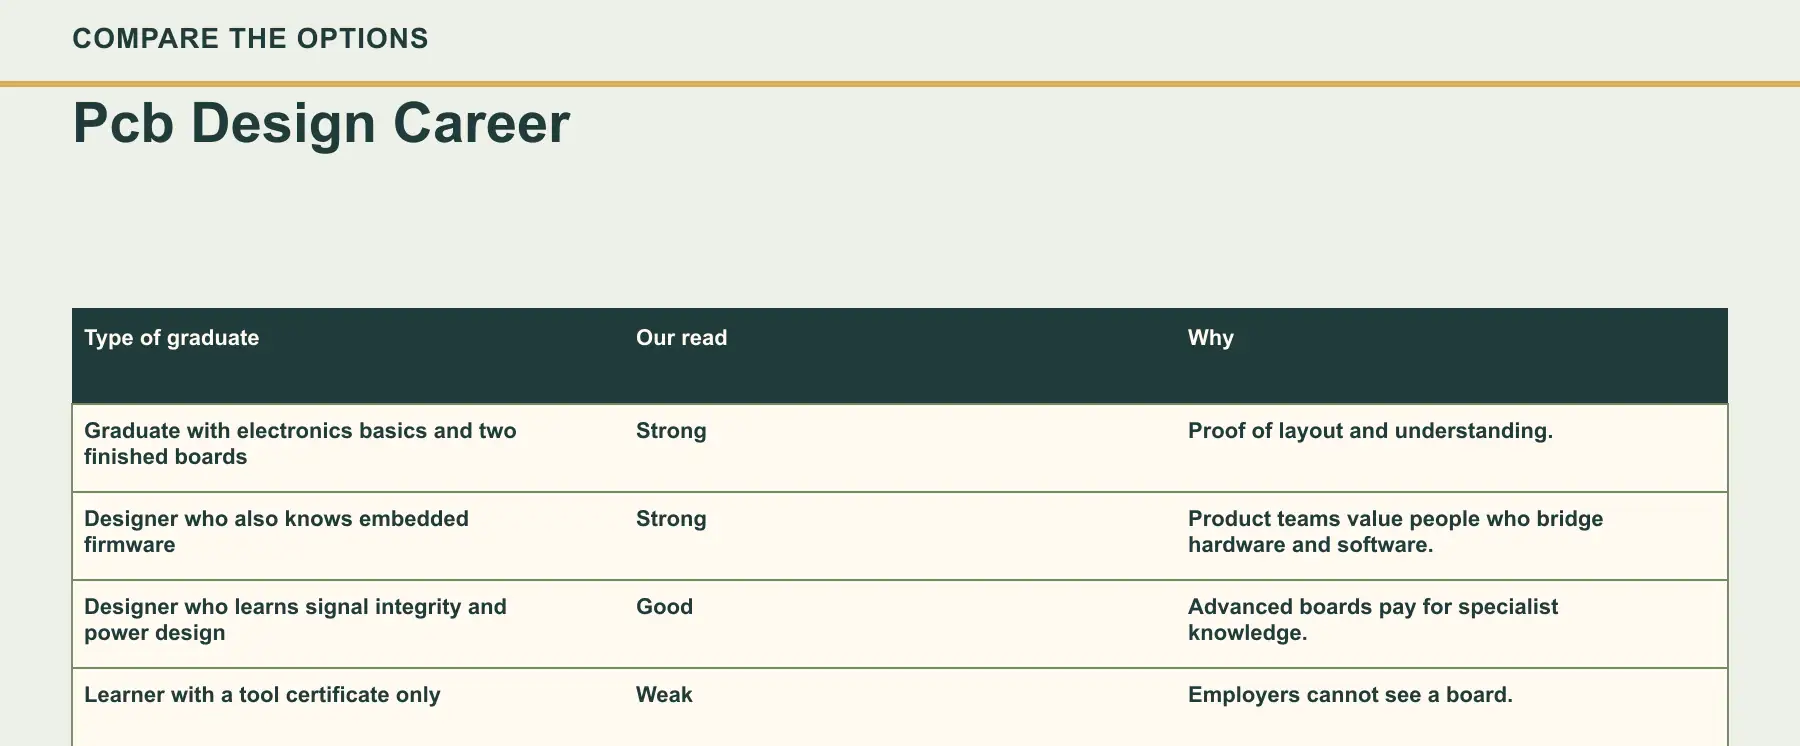 COMPARE THE OPTIONS
Pcb Design Career
Type of graduate
Our read
Why
Graduate with electronics basics and two
finished boards
Strong
Proof of layout and understanding.
Designer who also knows embedded
firmware
Strong
Product teams value people who bridge
hardware and software.
Designer who learns signal integrity and
power design
Good
Advanced boards pay for specialist
knowledge.
Learner with a tool certificate only
Weak
Employers cannot see a board.